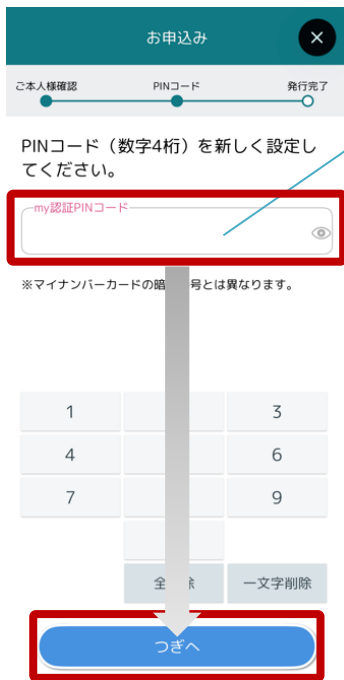 お申込み
ご本人様確認 PINコード 発行完了
PINコード（数字4桁）を新しく設定し
てください。
my認証PINコード
※マイナンバーカードの暗 号とは異なります。
1 3
4 6
7 9
全 除 一文字削除
つぎへ